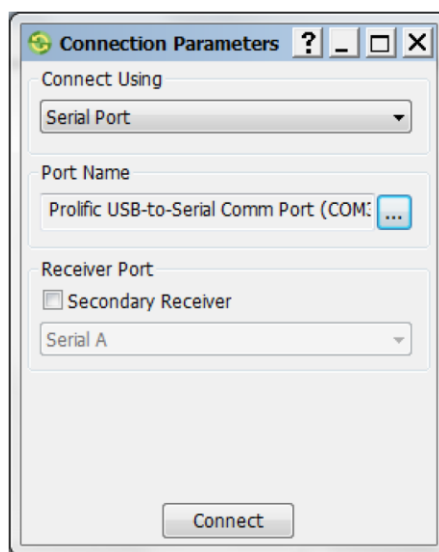 Connection Parameters ? _ □ X
Connect Using
Serial Port
Port Name
Prolific USB-to-Serial Comm Port (COM ...
Receiver Port
Secondary Receiver
Serial A
Connect